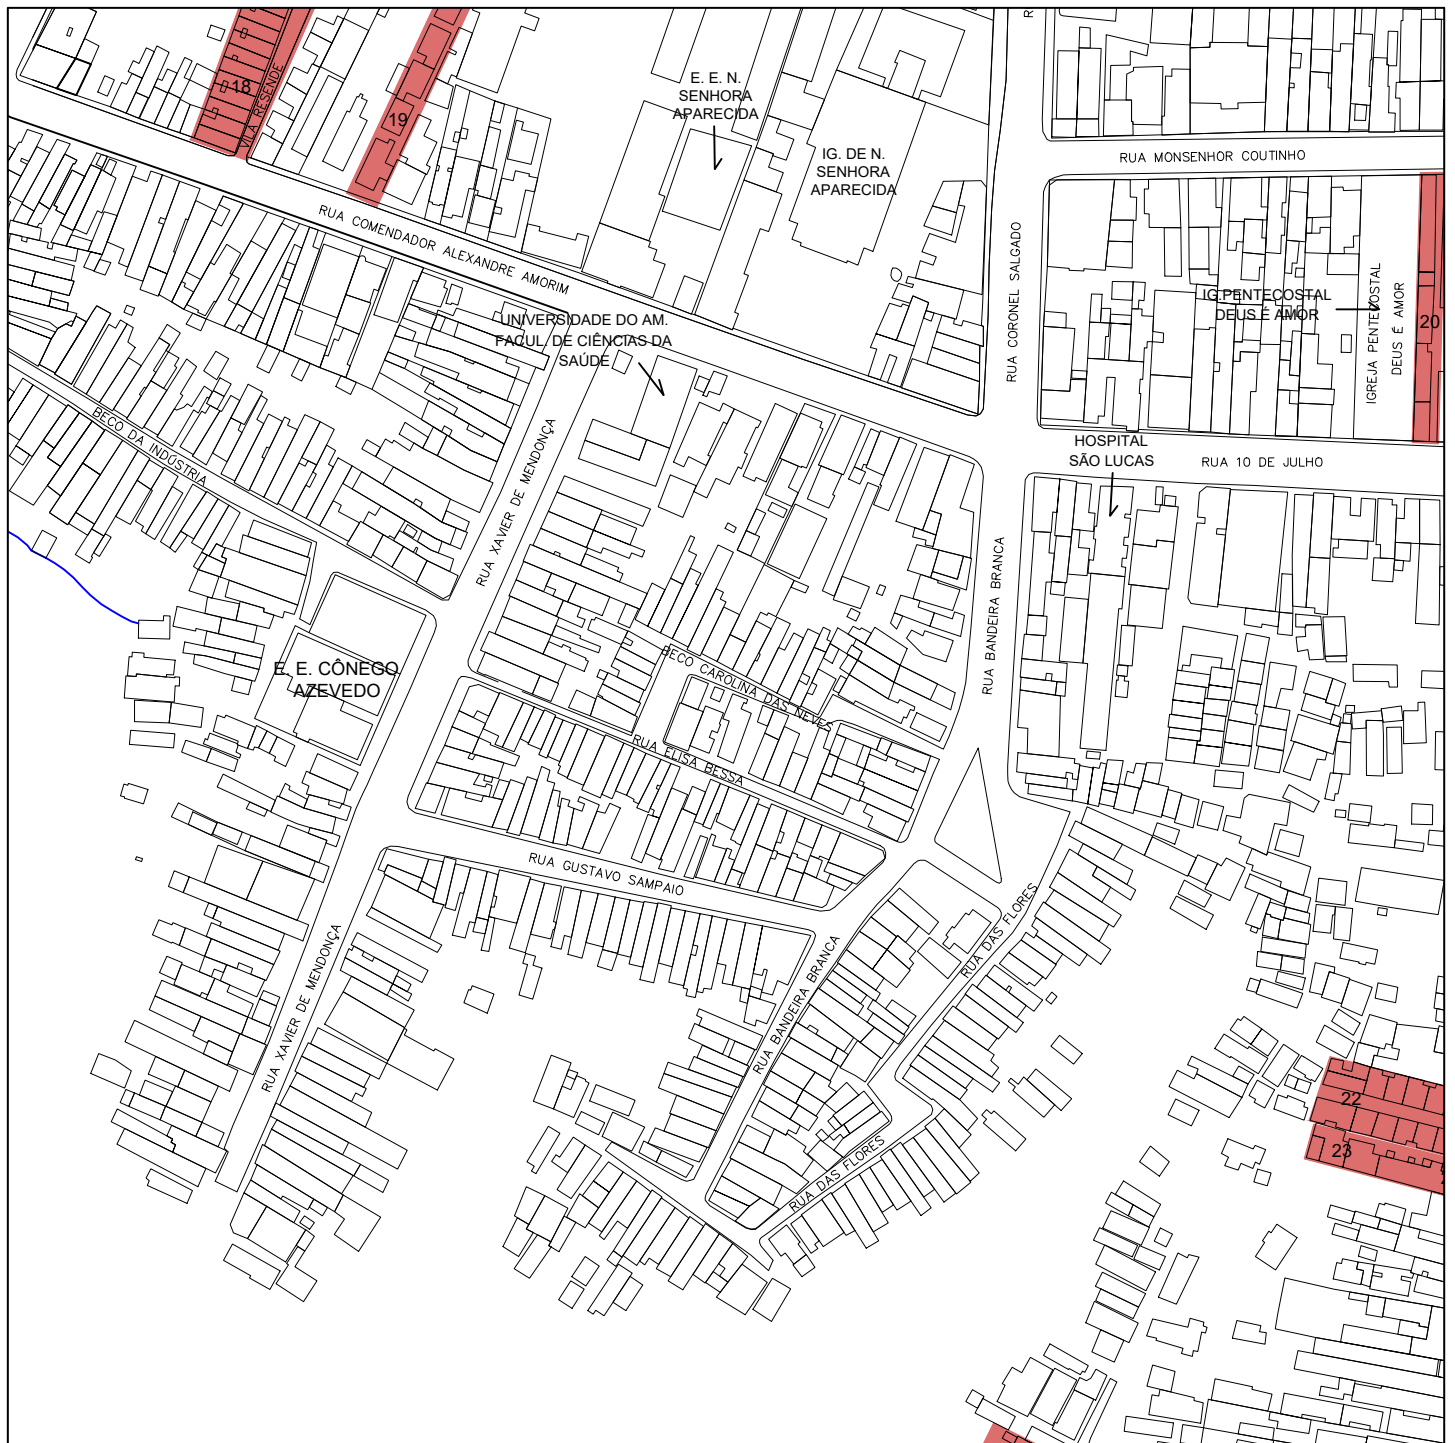 18
VILA RESENDE
19
E. E. N.
SENHORA
APARECIDA
IG. DE N.
SENHORA
APARECIDA
RUA MONSENHOR COUTINHO
RUA COMENDADOR ALEXANDRE AMORIM
RUA CORONEL SALGADO
IG.PENTECOSTAL
DEUS É AMOR
IGREJA PENTECOSTAL
DEUS É AMOR
20
UNIVERSIDADE DO AM.
FACUL. DE CIÊNCIAS DA
SAÚDE
BECO DA INDÚSTRIA
RUA XAVIER DE MENDONÇA
HOSPITAL
SÃO LUCAS
RUA 10 DE JULHO
RUA BANDEIRA BRANCA
E. E. CÔNEGO
AZEVEDO
BECO CAROLINA DAS NEVES
RUA ELISA BESSA
RUA GUSTAVO SAMPAIO
RUA XAVIER DE MENDONÇA
RUA BANDEIRA BRANCA
RUA DAS FLORES
RUA DAS FLORES
22
23